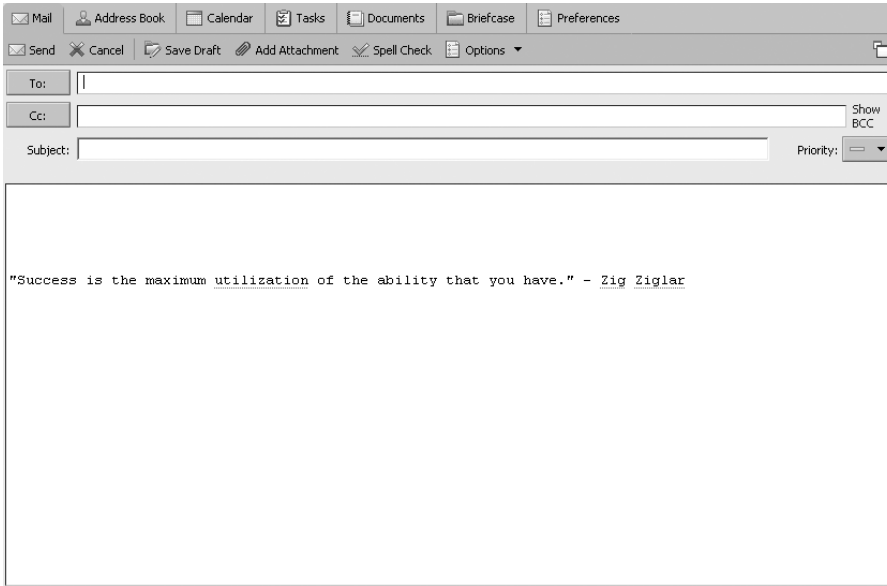 Mail Address Book Calendar Tasks Documents Briefcase Preferences
Send Cancel Save Draft Add Attachment Spell Check Options
To:
Cc: Show BCC
Subject: Priority:
"Success is the maximum utilization of the ability that you have." - Zig Ziglar